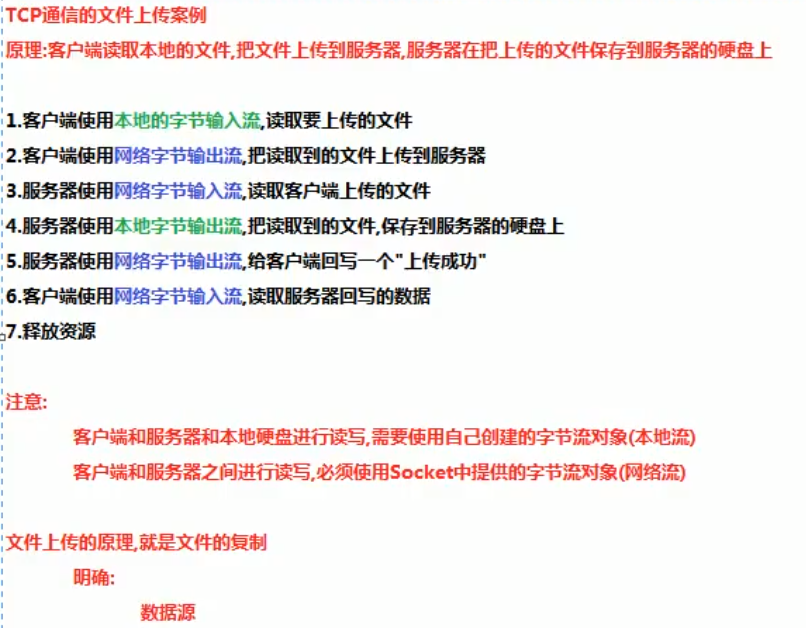 TCP通信的文件上传案例
原理:客户端读取本地的文件,把文件上传到服务器,服务器在把上传的文件保存到服务器的硬盘上
1.客户端使用本地的字节输入流,读取要上传的文件
2.客户端使用网络字节输出流,把读取到的文件上传到服务器
3.服务器使用网络字节输入流,读取客户端上传的文件
4.服务器使用本地字节输出流,把读取到的文件,保存到服务器的硬盘上
5.服务器使用网络字节输出流,给客户端回写一个"上传成功"
6.客户端使用网络字节输入流,读取服务器回写的数据
7.释放资源
注意:
客户端和服务器和本地硬盘进行读写,需要使用自己创建的字节流对象(本地流)
客户端和服务器之间进行读写,必须使用Socket中提供的字节流对象(网络流)
文件上传的原理,就是文件的复制
明确:
数据源